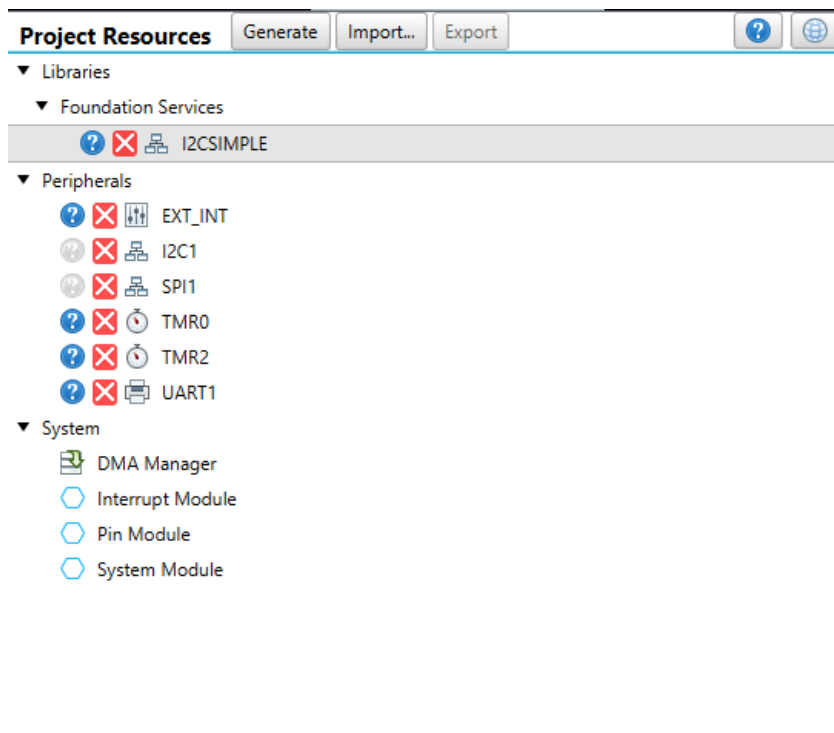 Project Resources Generate Import... Export
Libraries
Foundation Services
I2CSIMPLE
Peripherals
EXT_INT
I2C1
SPI1
TMR0
TMR2
UART1
System
DMA Manager
Interrupt Module
Pin Module
System Module